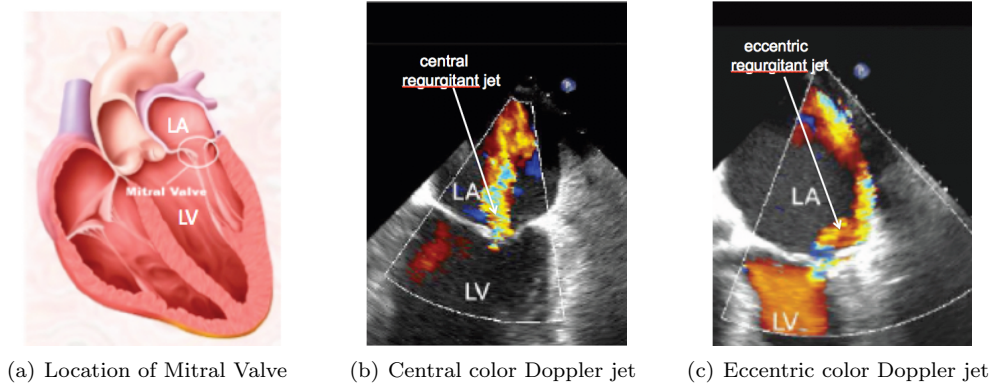 LA
Mitral Valve
LV
central
regurgitant jet
LA
LV
eccentric
regurgitant jet
LA
LV
(a) Location of Mitral Valve
(b) Central color Doppler jet
(c) Eccentric color Doppler jet